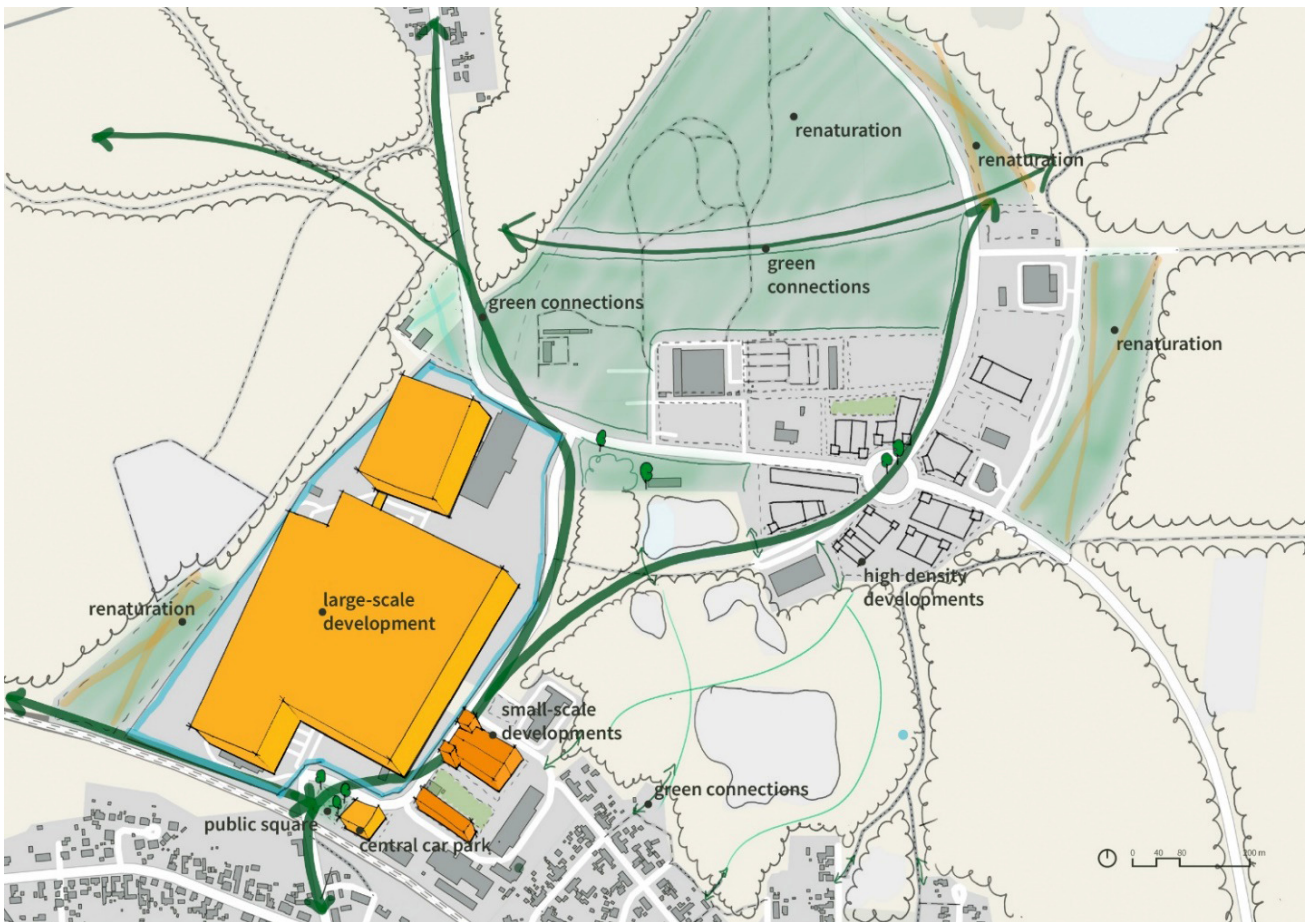 renaturation
renaturation
green
connections
green connections
renaturation
high density
developments
renaturation
large-scale
development
small-scale
developments
green connections
public square
central car park
0 40 80 200 m